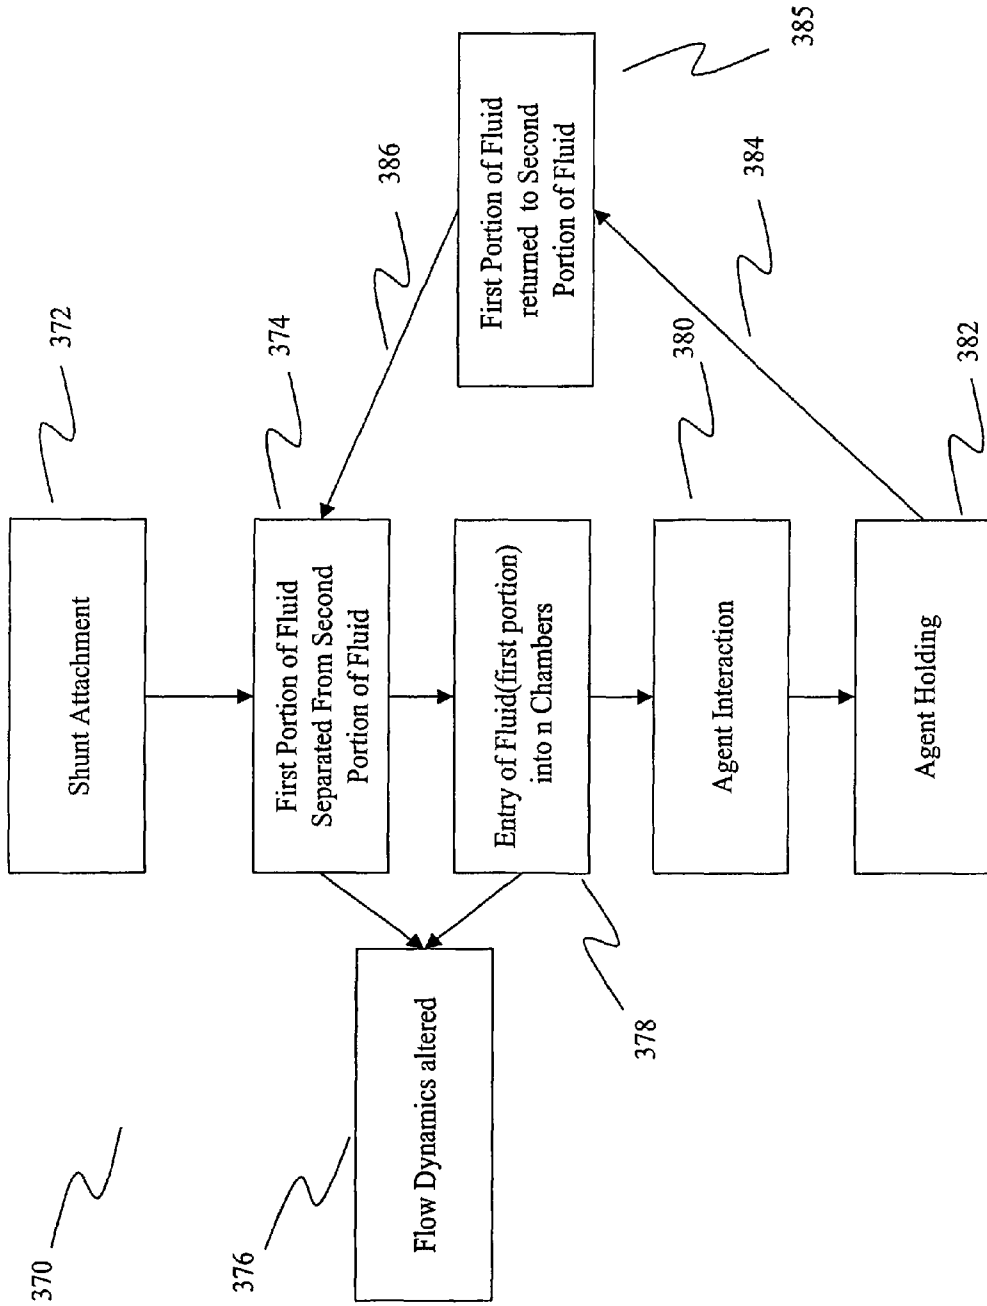 370
Shunt Attachment
372
First Portion of Fluid
Separated From Second
Portion of Fluid
374
Flow Dynamics altered
376
Entry of Fluid(first portion)
into n Chambers
378
Agent Interaction
380
Agent Holding
382
384
First Portion of Fluid
returned to Second
Portion of Fluid
385
386